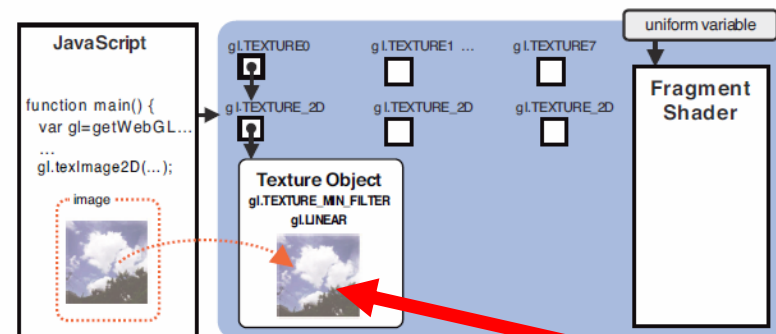 uniform variable
JavaScript
gl.TEXTURE0
gl.TEXTURE1 ...
gl.TEXTURE7
Fragment
Shader
function main() {
var gl=getWebGL...
...
gl.texImage2D(...);
gl.TEXTURE_2D
gl.TEXTURE_2D
gl.TEXTURE_2D
image
Texture Object
gl.TEXTURE_MIN_FILTER
gl.LINEAR